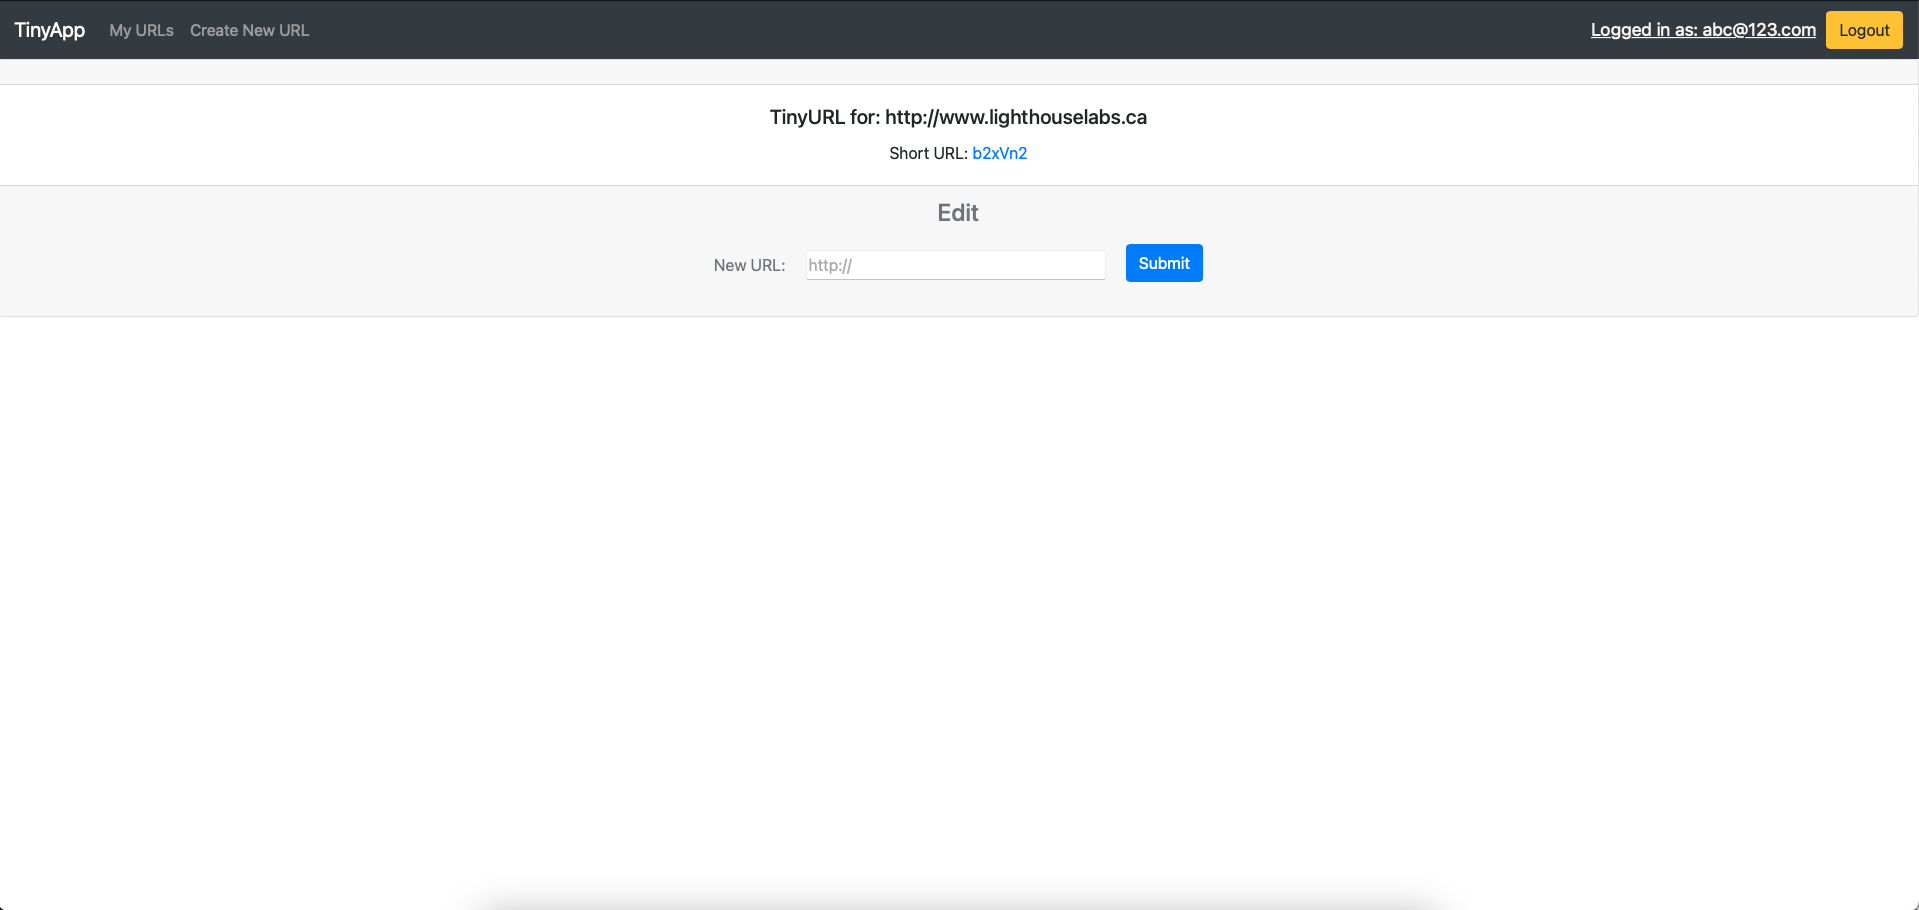 TinyApp My URLs Create New URL Logged in as: abc@123.com Logout
TinyURL for: http://www.lighthouselabs.ca
Short URL: b2xVn2
Edit
New URL: http:// Submit